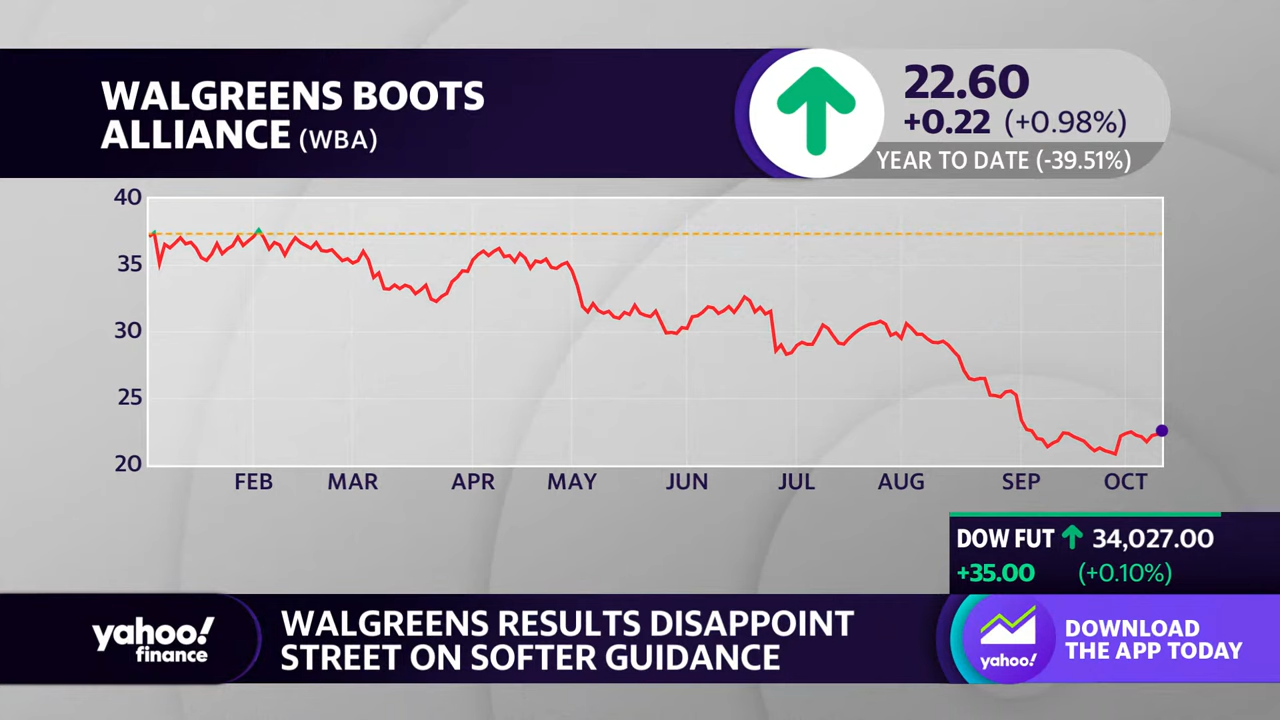 WALGREENS BOOTS
ALLIANCE (WBA)
22.60
+0.22 (+0.98%)
YEAR TO DATE (-39.51%)
40
35
30
25
20
FEB MAR APR MAY JUN JUL AUG SEP OCT
DOW FUT 34,027.00
+35.00 (+0.10%)
yahoo!
finance
WALGREENS RESULTS DISAPPOINT
STREET ON SOFTER GUIDANCE
yahoo!
DOWNLOAD
THE APP TODAY